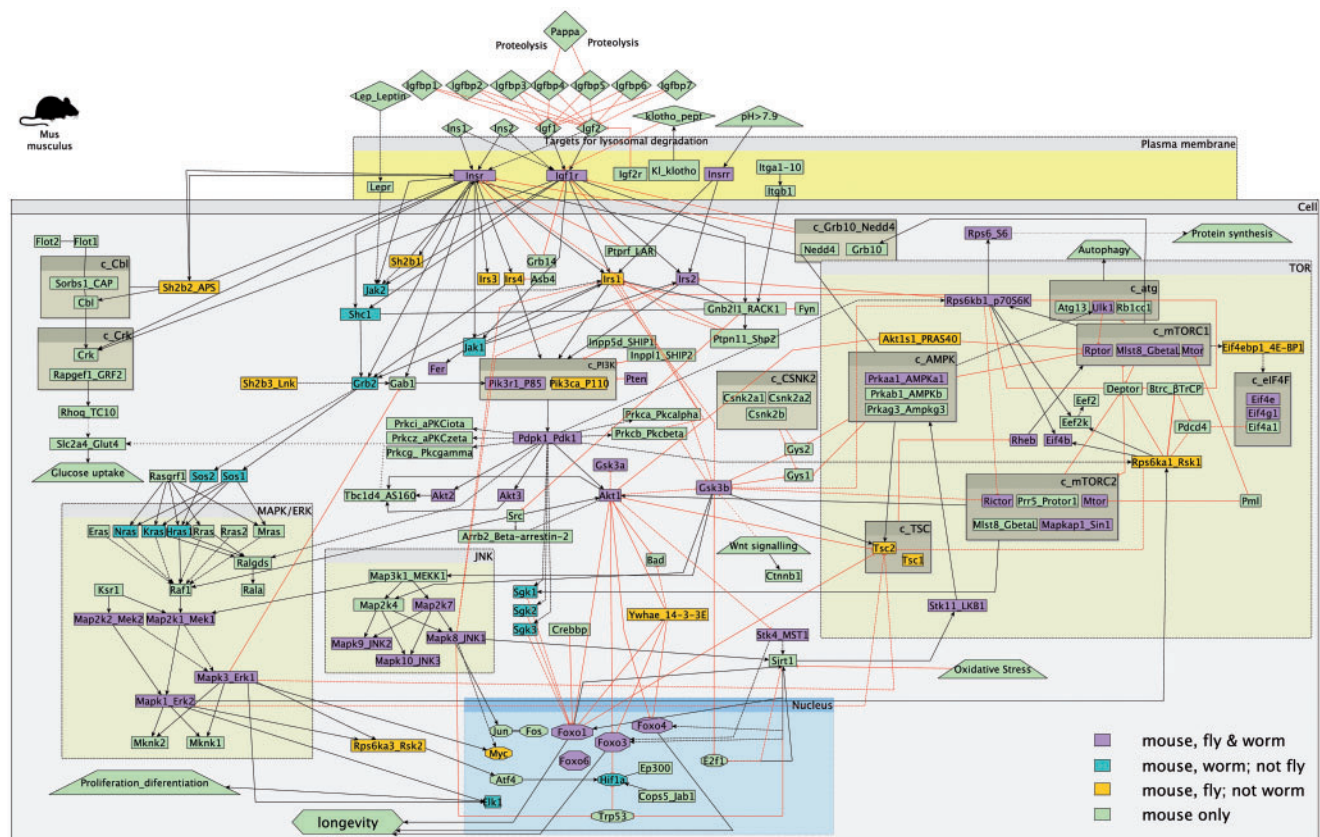 Pappa
Proteolysis
Proteolysis
Igfbp1
Igfbp2
Igfbp3
Igfbp4
Igfbp5
Igfbp6
Igfbp7
Lep_Leptin
Mus
musculus
Ins1
Ins2
Igf1
Igf2
klotho_pept
pH>7.9
Targets for lysosomal degradation
Plasma membrane
Insr
Igf1r
Igf2r
Kl_klotho
Insrr
Itga1-10
Itgb1
Lepr
Cell
Flot2
Flot1
c_Cbl
Sorbs1_CAP
Cbl
Sh2b2_APS
Sh2b1
Jak2
Shc1
Irs3
Irs4
Grb14
Asb4
Ptprf_LAR
Irs1
Irs2
Gnb2l1_RACK1
Fyn
Ptpn11_Shp2
c_Grb10_Nedd4
Nedd4
Grb10
Rps6_S6
Protein synthesis
Autophagy
TOR
c_atg
Atg13
Ulk1
Rb1cc1
Rps6kb1_p70S6K
c_mTORC1
Rptor
Mlst8_GbetaL
Mtor
Akt1s1_PRAS40
Eif4ebp1_4E-BP1
c_Crk
Crk
Rapgef1_GRF2
Rhoq_TC10
Slc2a4_Glut4
Glucose uptake
Jak1
Fer
Sh2b3_Lnk
Grb2
Gab1
Inpp5d_SHIP1
Inppl1_SHIP2
c_PI3K
Pik3r1_P85
Pik3ca_P110
Pten
c_CSNK2
Csnk2a1
Csnk2a2
Csnk2b
c_AMPK
Prkaa1_AMPKa1
Prkab1_AMPKb
Prkag3_Ampkg3
Deptor
Btrc_βTrCP
Eef2
Eef2k
Pdcd4
c_eIF4F
Eif4e
Eif4g1
Eif4a1
Rheb
Eif4b
Rps6ka1_Rsk1
Prkci_aPKCiota
Prkcz_aPKCzeta
Prkcg_ Pkcgamma
Pdpk1_Pdk1
Prkca_Pkcalpha
Prkcb_Pkcbeta
Gys2
Gys1
Gsk3a
Gsk3b
Tbc1d4_AS160
Akt2
Akt3
Akt1
Src
Arrb2_Beta-arrestin-2
c_mTORC2
Rictor
Prr5_Protor1
Mtor
Mlst8_GbetaL
Mapkap1_Sin1
Pml
Rasgrf1
Sos2
Sos1
MAPK/ERK
Eras
Nras
Kras
Hras1
Rras
Rras2
Mras
Ralgds
Raf1
Rala
Ksr1
Map2k2_Mek2
Map2k1_Mek1
Mapk3_Erk1
Mapk1_Erk2
Mknk2
Mknk1
JNK
Map3k1_MEKK1
Map2k4
Map2k7
Mapk9_JNK2
Mapk8_JNK1
Mapk10_JNK3
Sgk1
Sgk2
Sgk3
Bad
Wnt signalling
Ctnnb1
c_TSC
Tsc2
Tsc1
Stk11_LKB1
Crebbp
Ywhae_14-3-3E
Stk4_MST1
Sirt1
Oxidative Stress
Nucleus
Jun
Fos
Myc
Foxo1
Foxo3
Foxo4
Foxo6
E2f1
Rps6ka3_Rsk2
Atf4
Hif1a
Ep300
Cops5_Jab1
Elk1
Trp53
Proliferation_diferentiation
longevity
mouse, fly & worm
mouse, worm; not fly
mouse, fly; not worm
mouse only